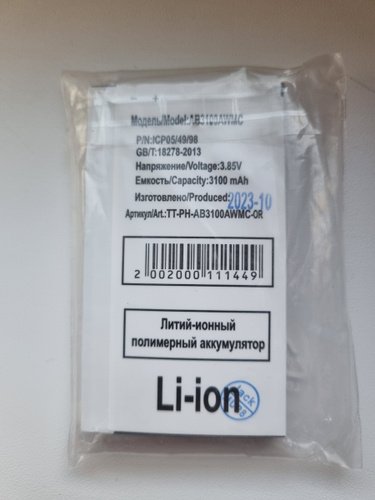 - +
Модель/Model:AB3100AWMC
P/N:ICP05/49/98
GB/T:18278-2013
Напряжение/Voltage:3.85V
Емкость/Capacity:3100 mAh
Изготовлено/Produced: 2023-10
Артикул/Art.:TT-PH-AB3100AWMC-OR
2 002000 111449
Литий-ионный
полимерный аккумулятор
Li-ion